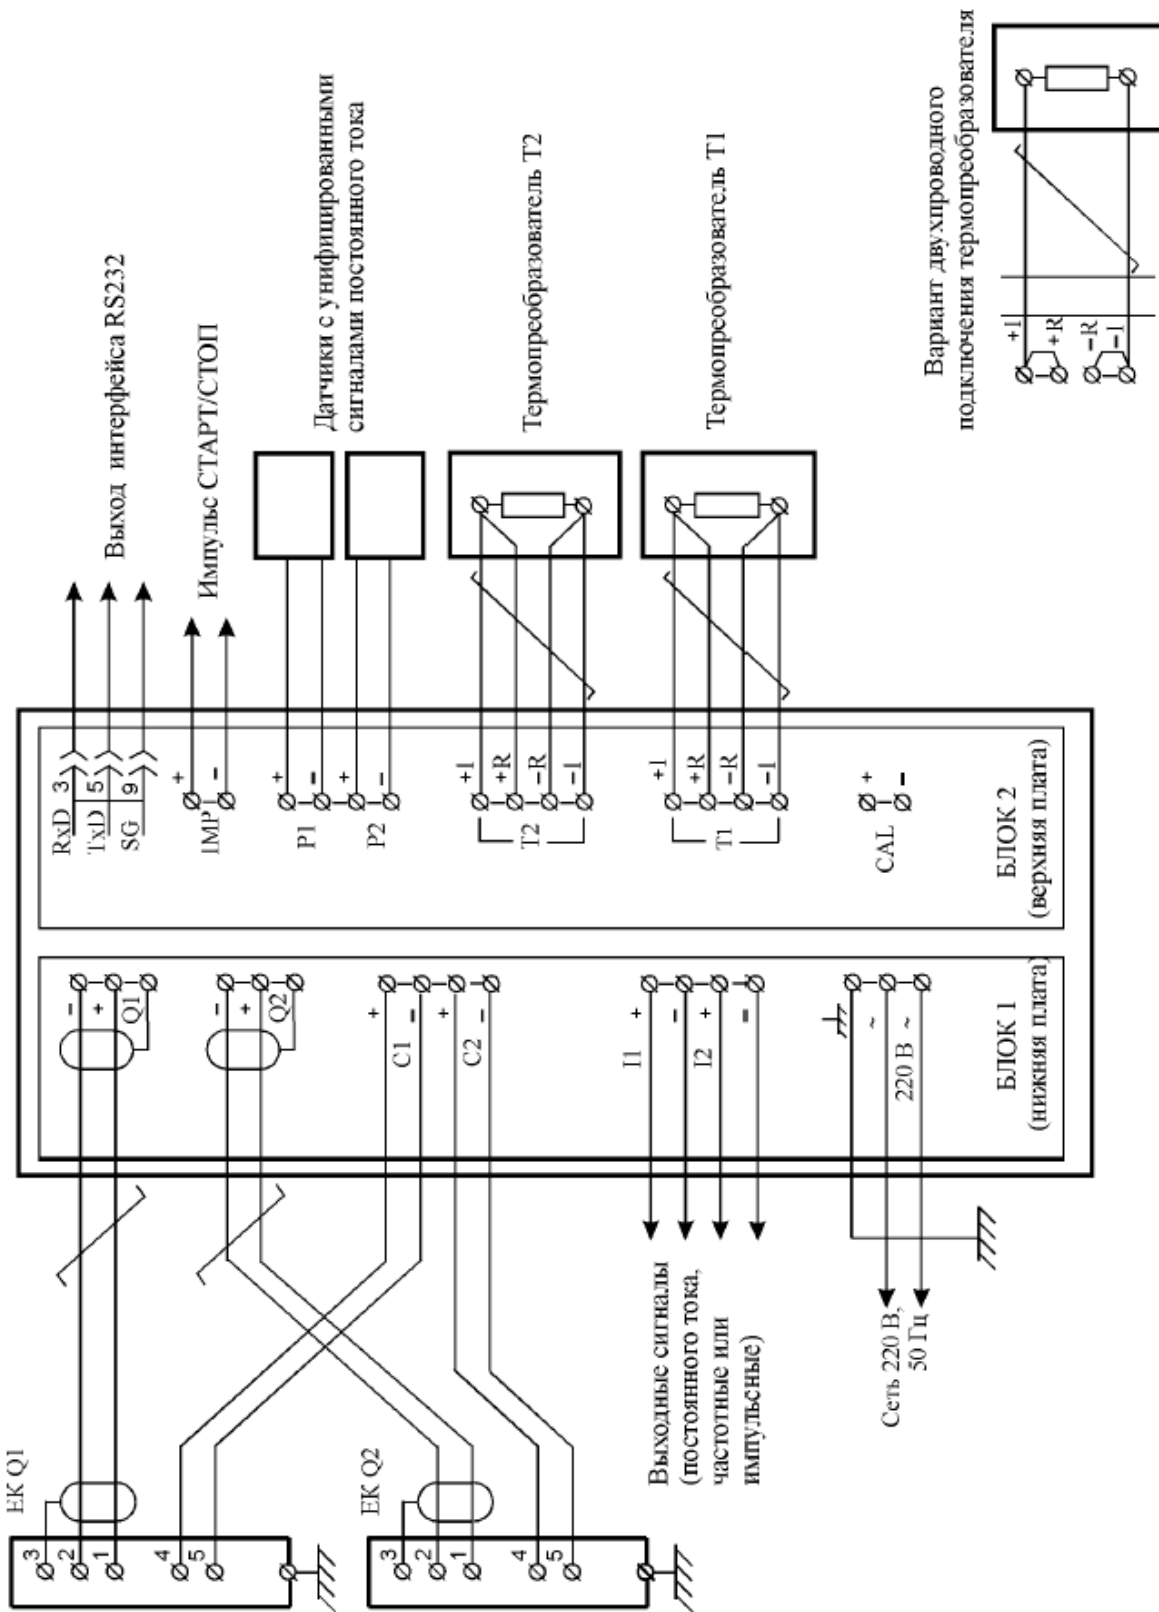 ЕК Q1
3
2
1
4
5
ЕК Q2
3
2
1
4
5
Выходные сигналы
(постоянного тока,
частотные или
импульсные)
Сеть 220 В,
50 Гц
−
+
Q1
−
+
Q2
+
C1
−
+
C2
−
I1 +
−
I2 +
−
~
220 В ~
БЛОК 1
(нижняя плата)
RxD 3
TxD 5
SG 9
+
IMP
−
+
P1
−
+
P2
−
+I
+R
T2
−R
−I
+I
+R
T1
−R
−I
+
CAL
−
БЛОК 2
(верхняя плата)
Выход интерфейса RS232
Импульс СТАРТ/СТОП
Датчики с унифицированными
сигналами постоянного тока
Термопреобразователь Т2
Термопреобразователь Т1
Вариант двухпроводного
подключения термопреобразователя
+I
+R
−R
−I